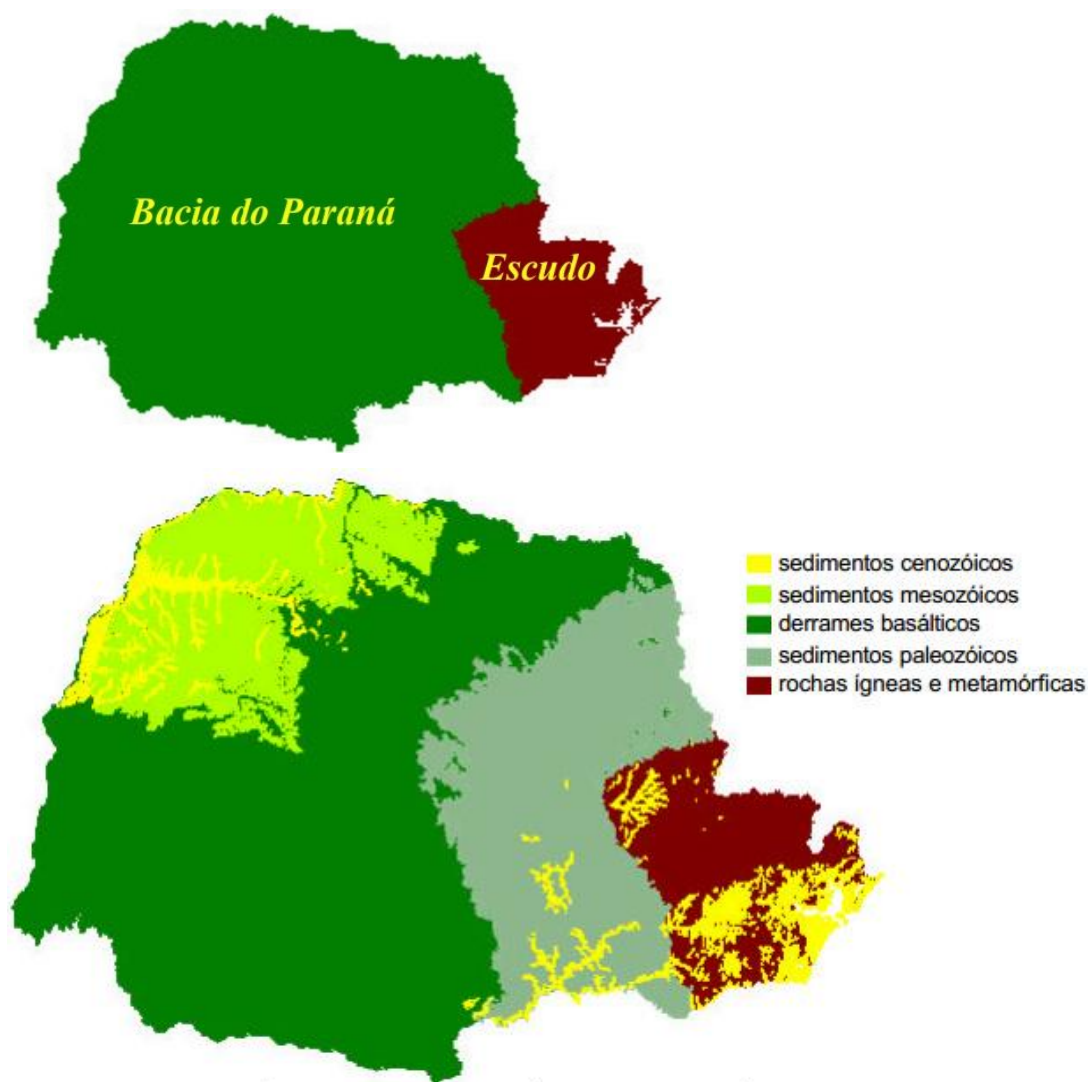 Bacia do Paraná
Escudo
sedimentos cenozóicos
sedimentos mesozóicos
derrames basálticos
sedimentos paleozóicos
rochas ígneas e metamórficas